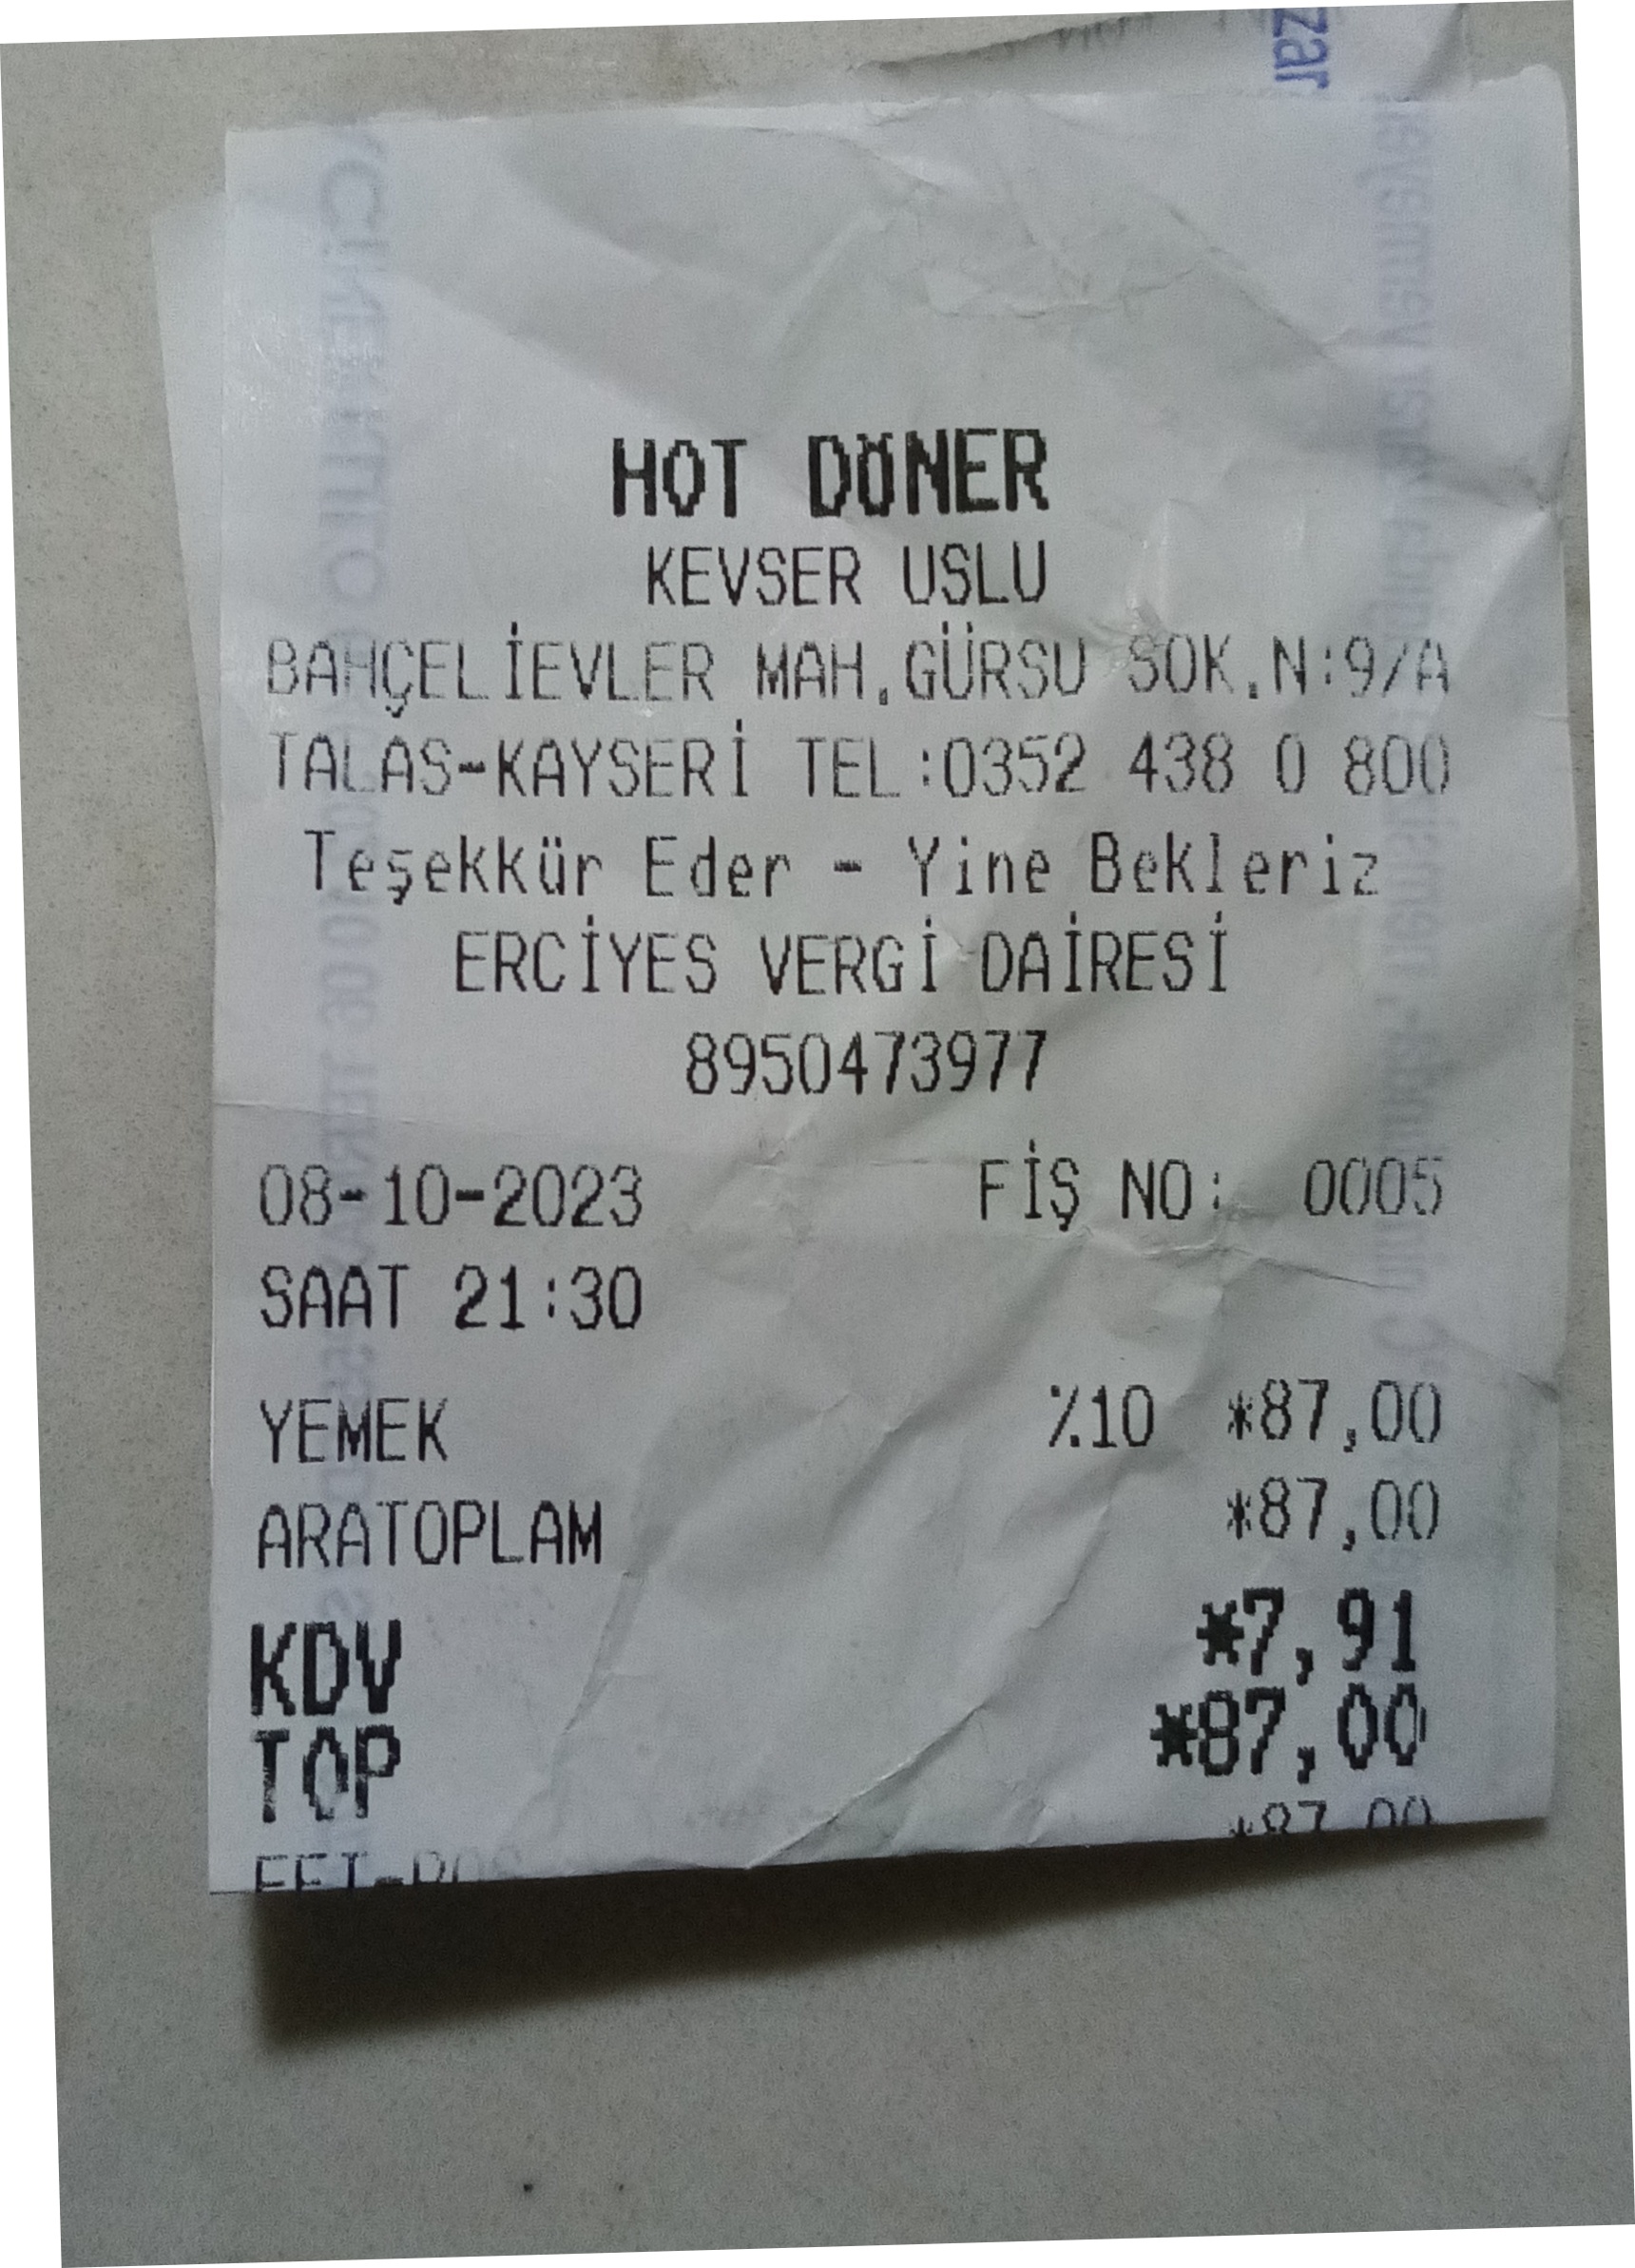 HOT DÖNER
KEVSER USLU
BAHÇELİEVLER MAH.GÜRSU SOK.N:9/A
TALAS-KAYSERİ TEL:0352 438 0 800
Teşekkür Eder - Yine Bekleriz
ERCİYES VERGİ DAİRESİ
8950473977
08-10-2023 FİŞ NO: 0005
SAAT 21:30
YEMEK %10 *87,00
ARATOPLAM *87,00
KDV *7,91
TOP *87,00
EFT-POS *87,00